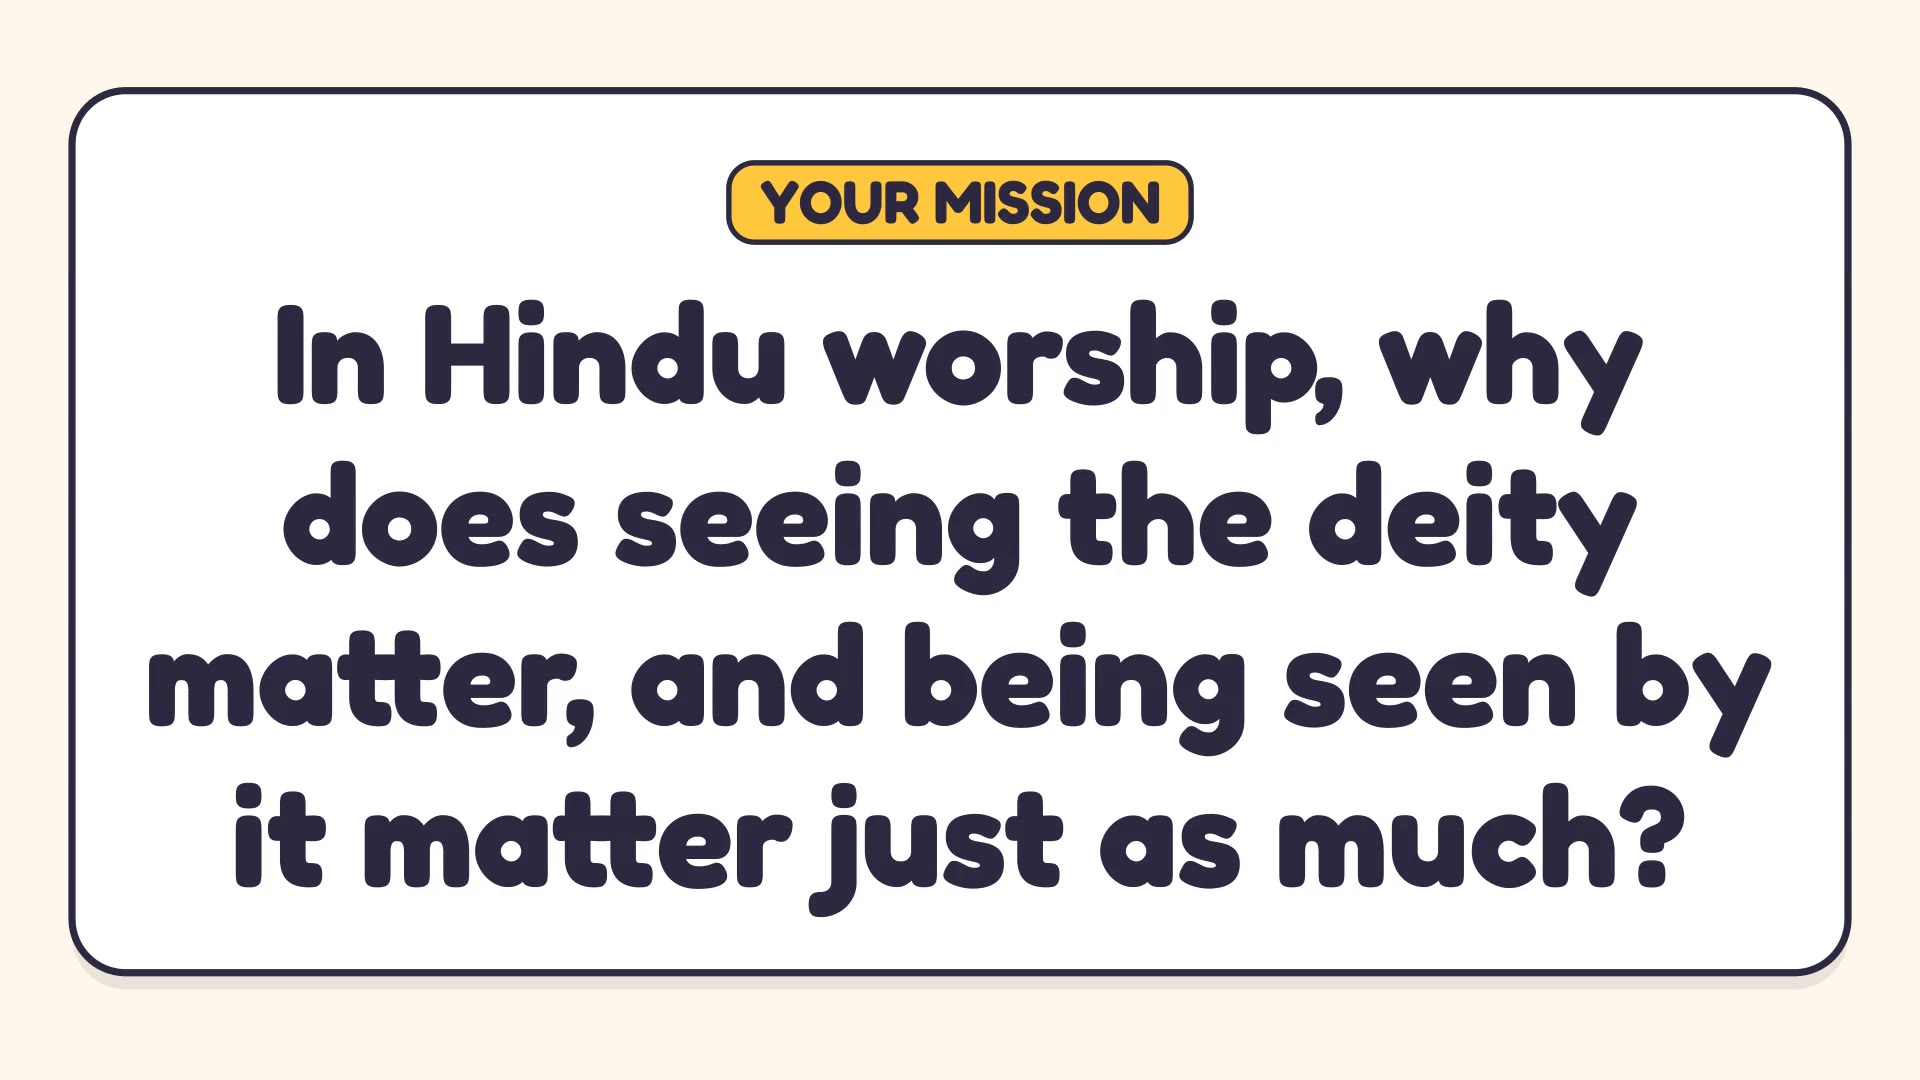 YOUR MISSION
In Hindu worship, why
does seeing the deity
matter, and being seen by
it matter just as much?